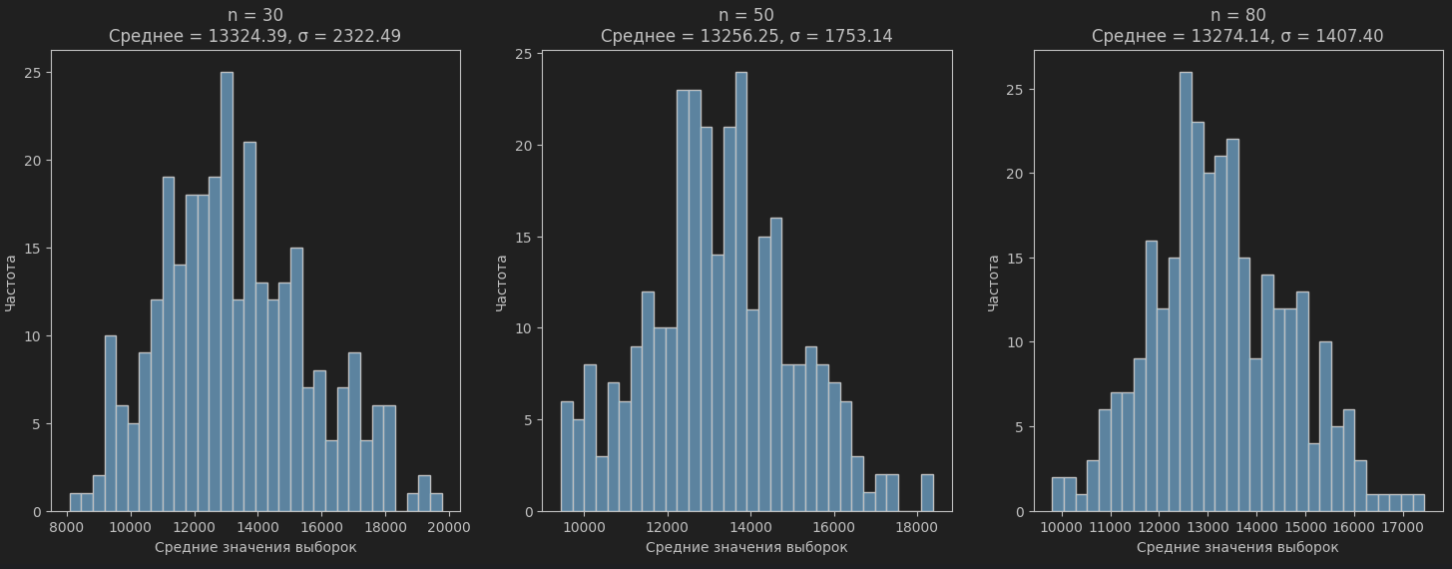 n = 30
Среднее = 13324.39, σ = 2322.49
25
20
15
10
5
0
Частота
8000 10000 12000 14000 16000 18000 20000
Средние значения выборок
n = 50
Среднее = 13256.25, σ = 1753.14
25
20
15
10
5
0
Частота
10000 12000 14000 16000 18000
Средние значения выборок
n = 80
Среднее = 13274.14, σ = 1407.40
25
20
15
10
5
0
Частота
10000 11000 12000 13000 14000 15000 16000 17000
Средние значения выборок